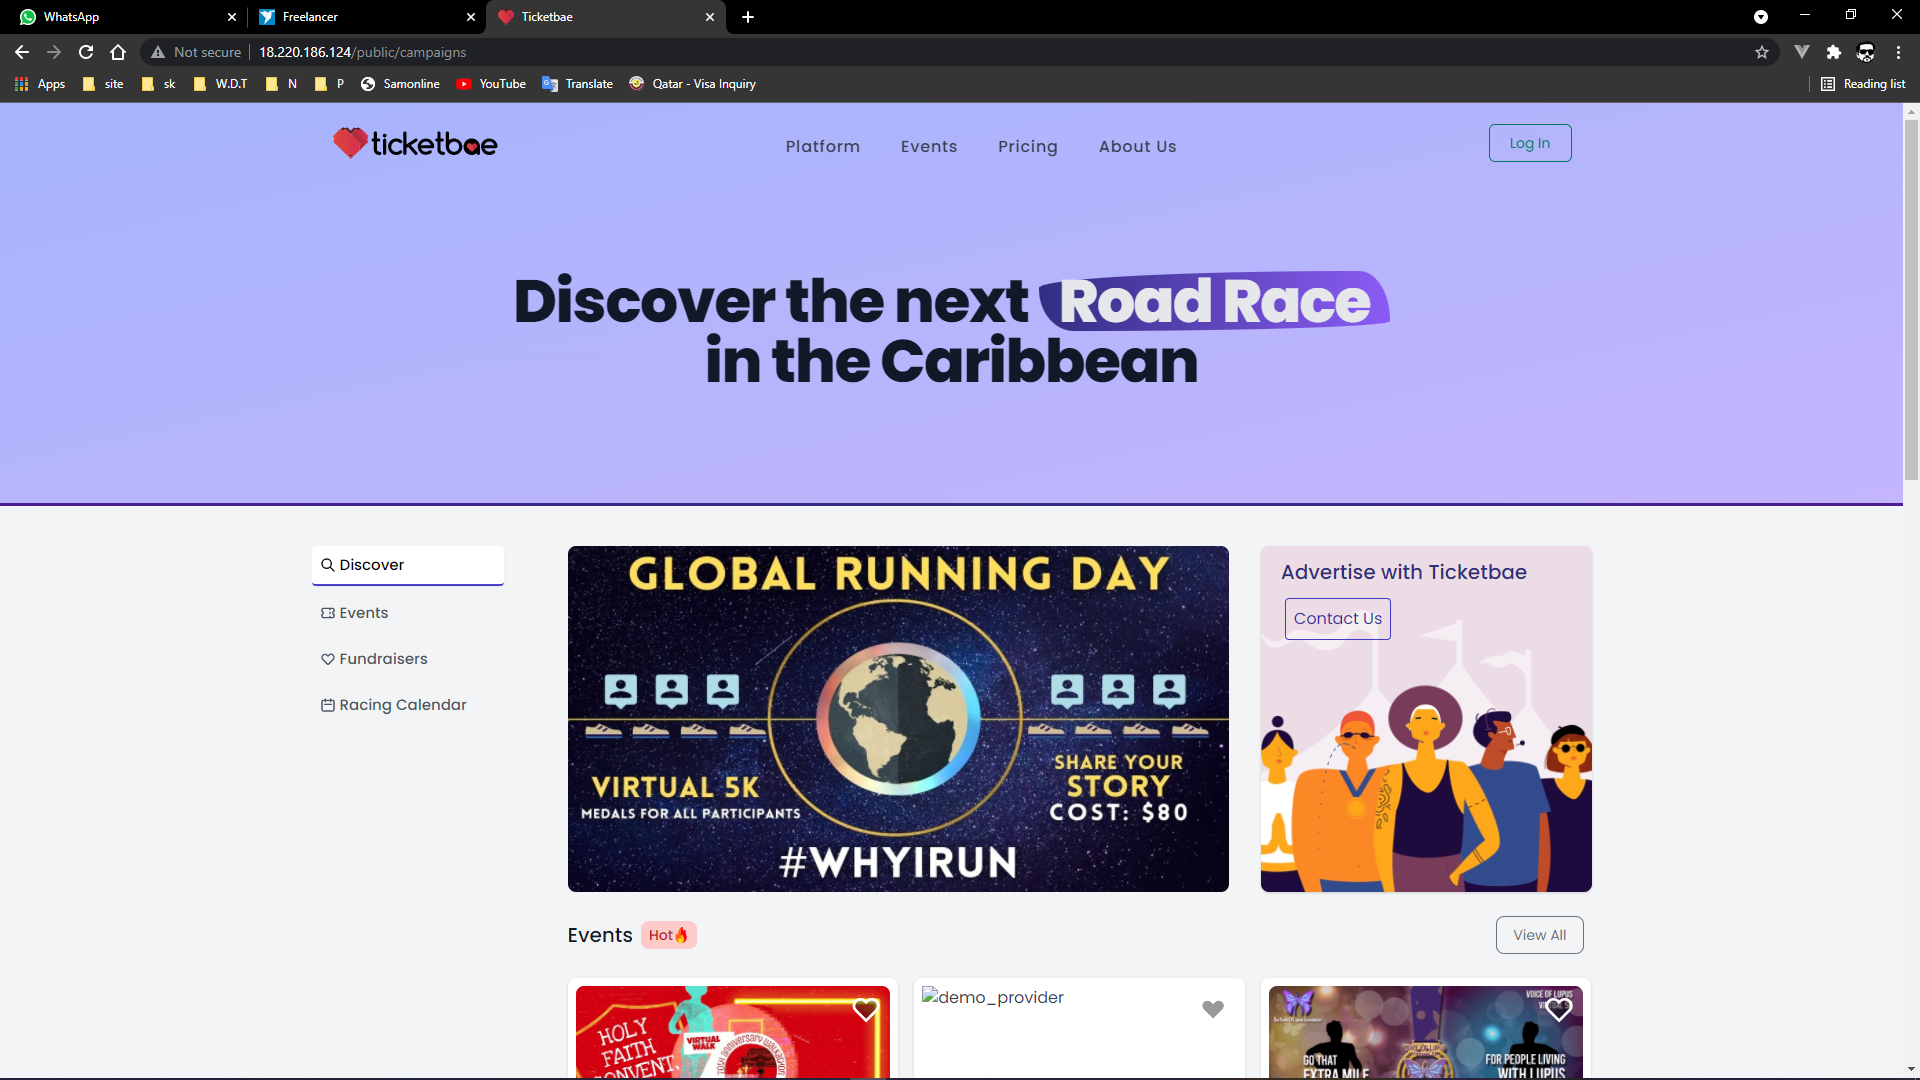 WhatsApp
Freelancer
Ticketbae
Not secure
18.220.186.124/public/campaigns
Apps
site
sk
W.D.T
N
P
Samonline
YouTube
Translate
Qatar - Visa Inquiry
Reading list
ticketbae
Platform
Events
Pricing
About Us
Log In
Discover the next Road Race
in the Caribbean
Discover
Events
Fundraisers
Racing Calendar
GLOBAL RUNNING DAY
VIRTUAL 5K
MEDALS FOR ALL PARTICIPANTS
SHARE YOUR
STORY
COST: $80
#WHYIRUN
Advertise with Ticketbae
Contact Us
Events
Hot🔥
View All
HOLY
FAITH
CONVENT,
VIRTUAL
WALK
demo_provider
VOICE OF LUPUS
GO THAT
EXTRA MILE
FOR PEOPLE LIVING
WITH LUPUS